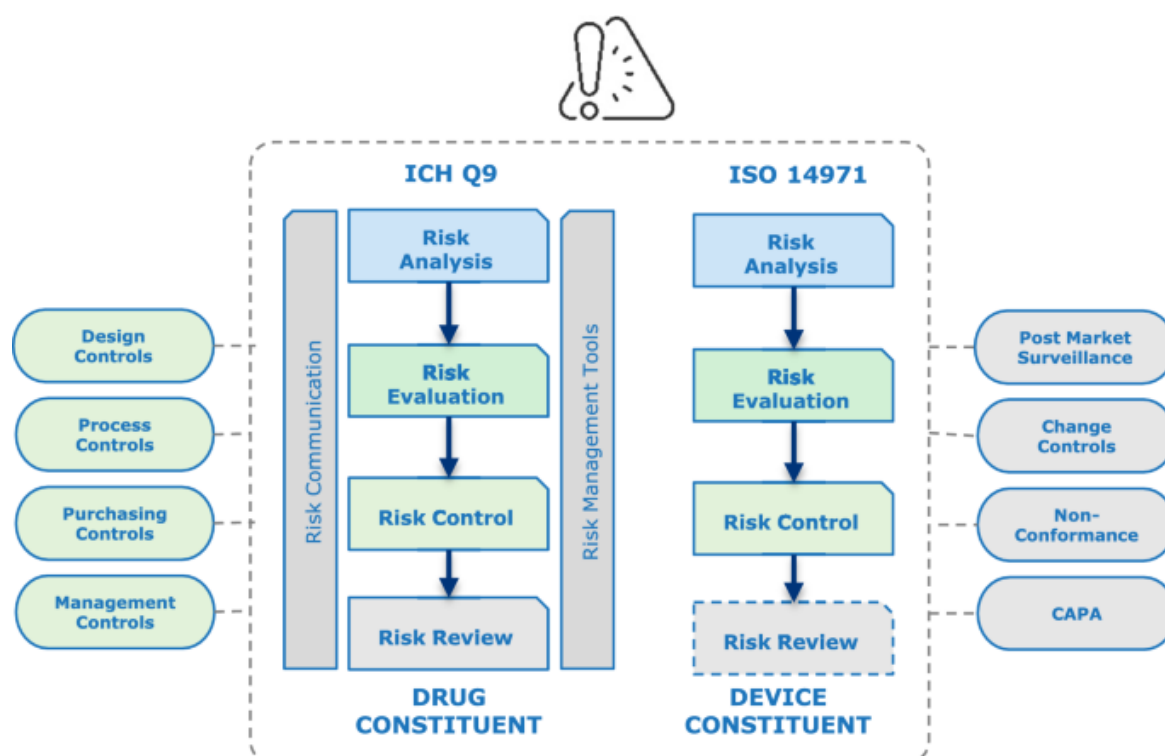 ICH Q9
ISO 14971
Risk
Analysis
Risk
Evaluation
Risk Control
Risk Review
Risk Communication
Risk Management Tools
DRUG
CONSTITUENT
Risk
Analysis
Risk
Evaluation
Risk Control
Risk Review
DEVICE
CONSTITUENT
Design
Controls
Process
Controls
Purchasing
Controls
Management
Controls
Post Market
Surveillance
Change
Controls
Non-
Conformance
CAPA